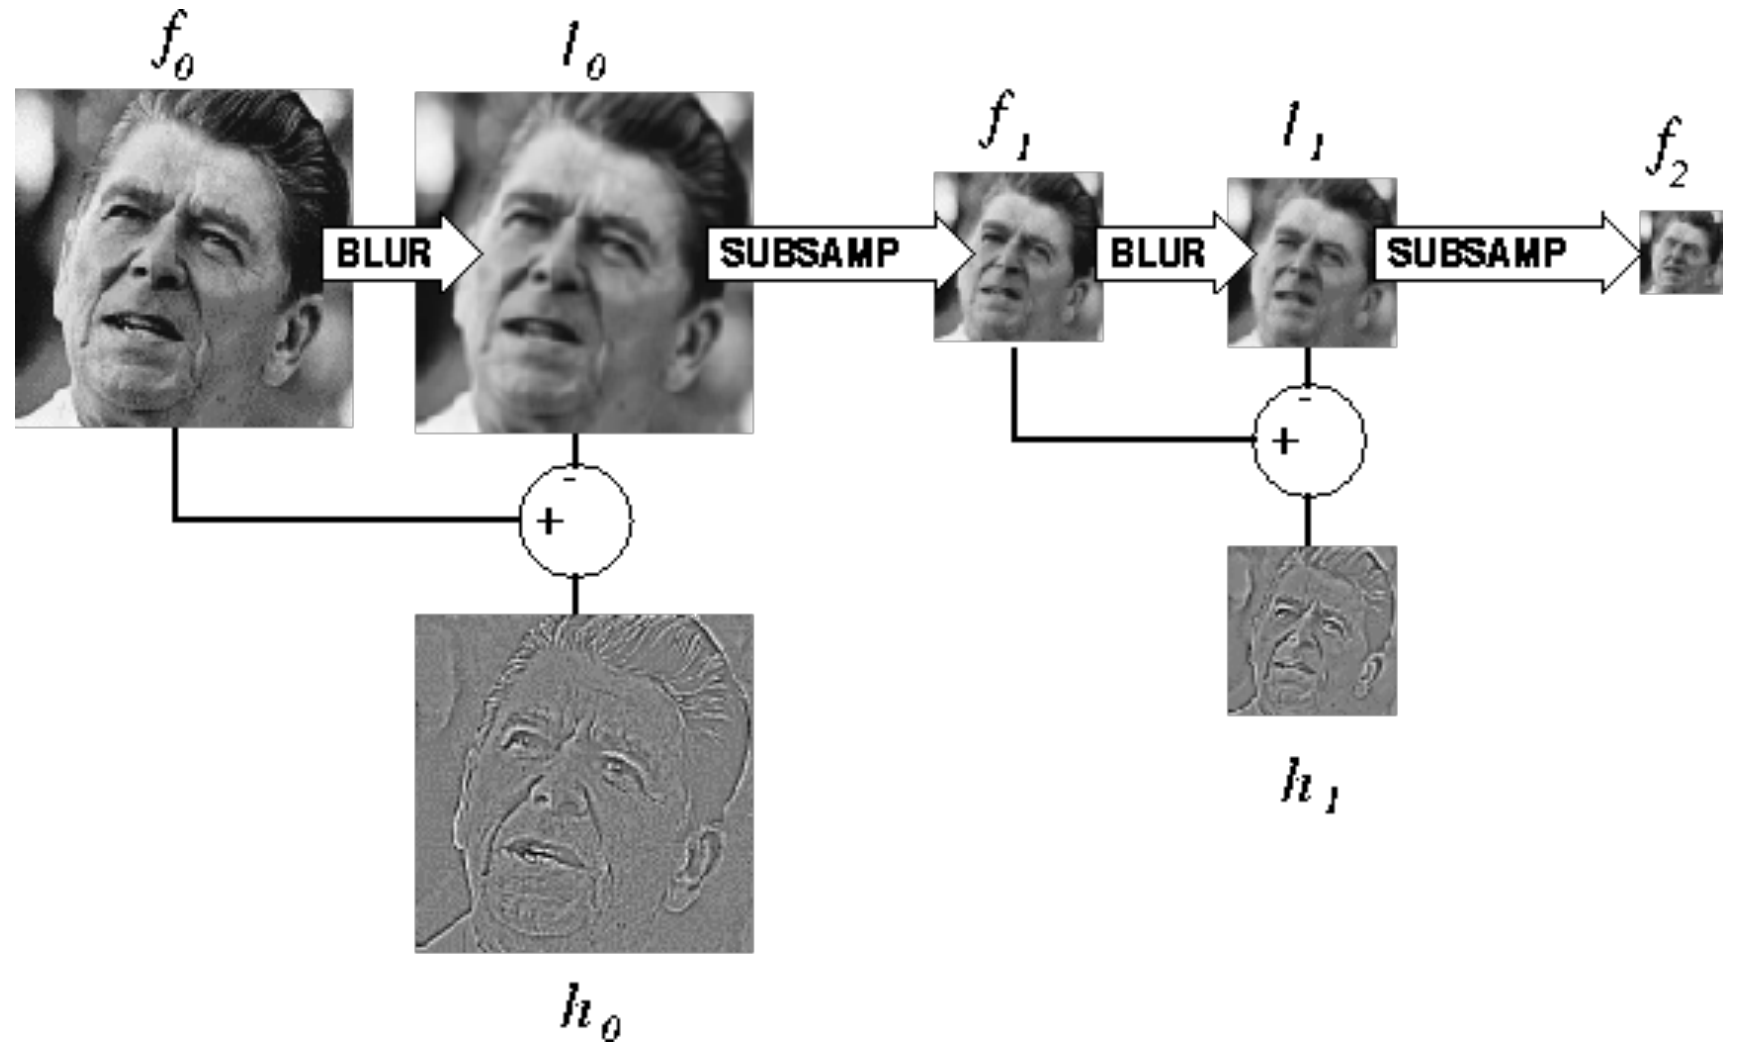 f₀
l₀
f₁
l₁
f₂
BLUR
SUBSAMP
BLUR
SUBSAMP
-
+
-
+
h₁
h₀